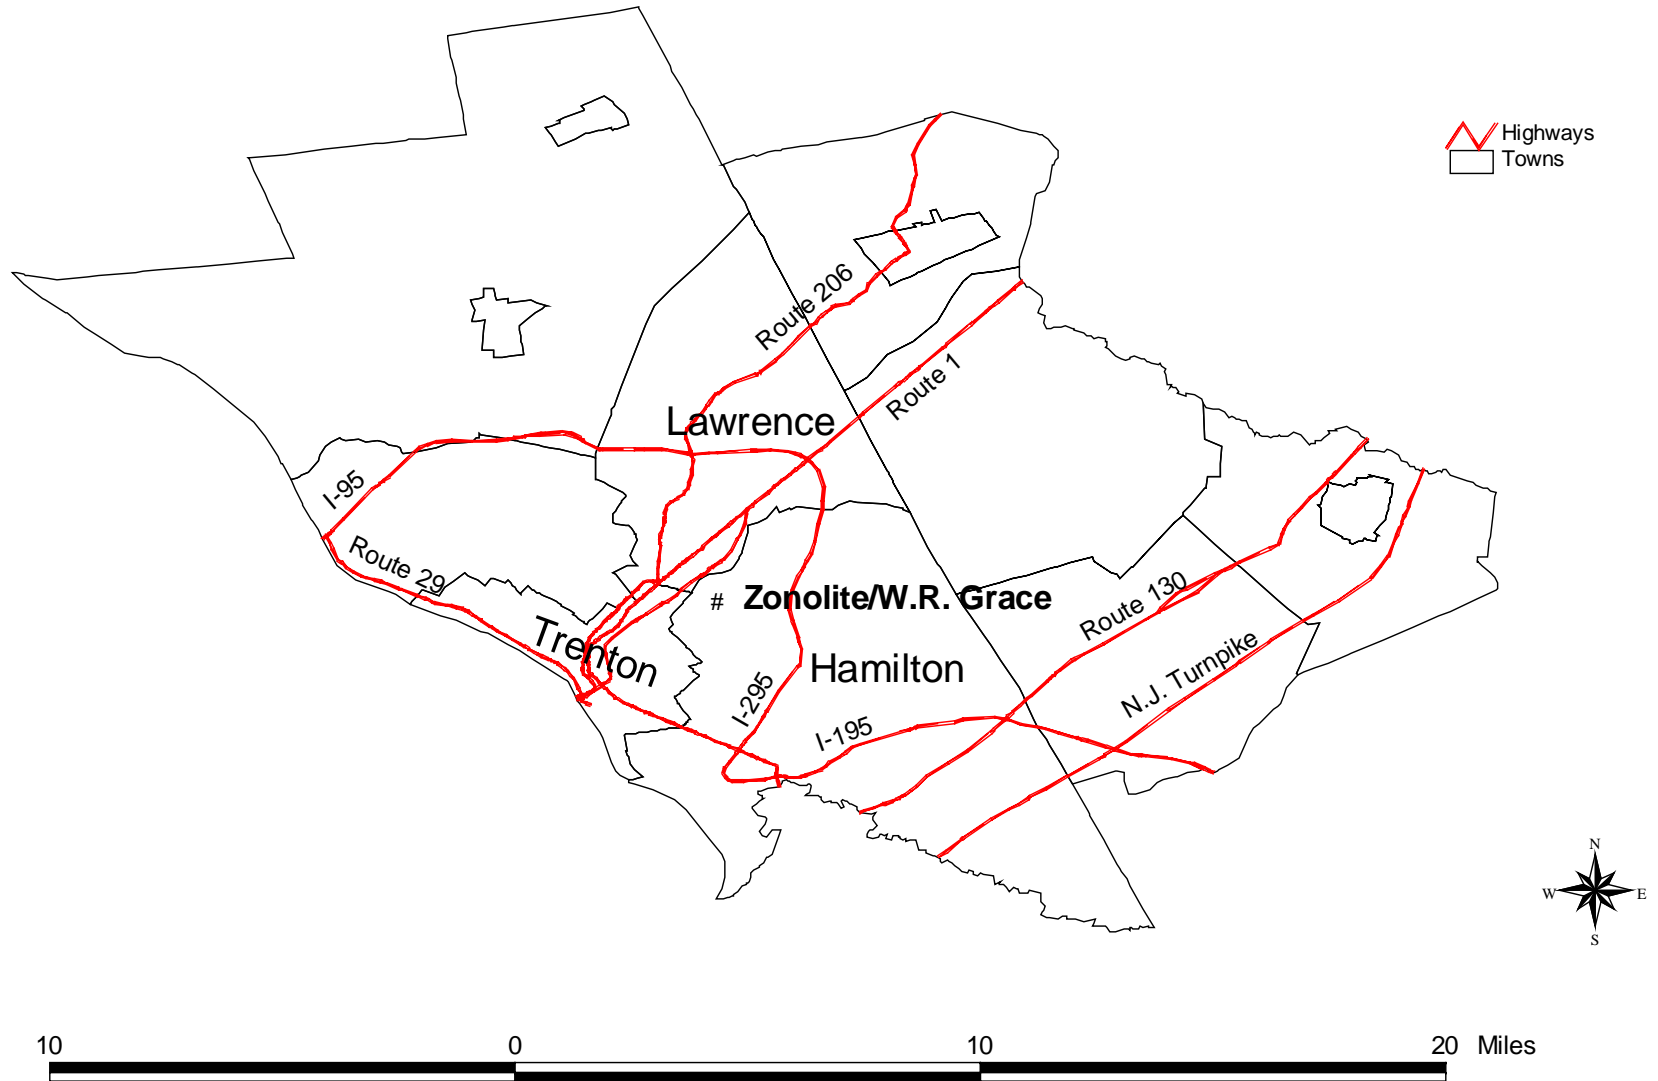 Highways
Towns
Route 206
Route 1
Lawrence
I-95
Route 29
# Zonolite/W.R. Grace
Route 130
Trenton
Hamilton
N.J. Turnpike
I-295
I-195
N
W E
S
10 0 10 20 Miles